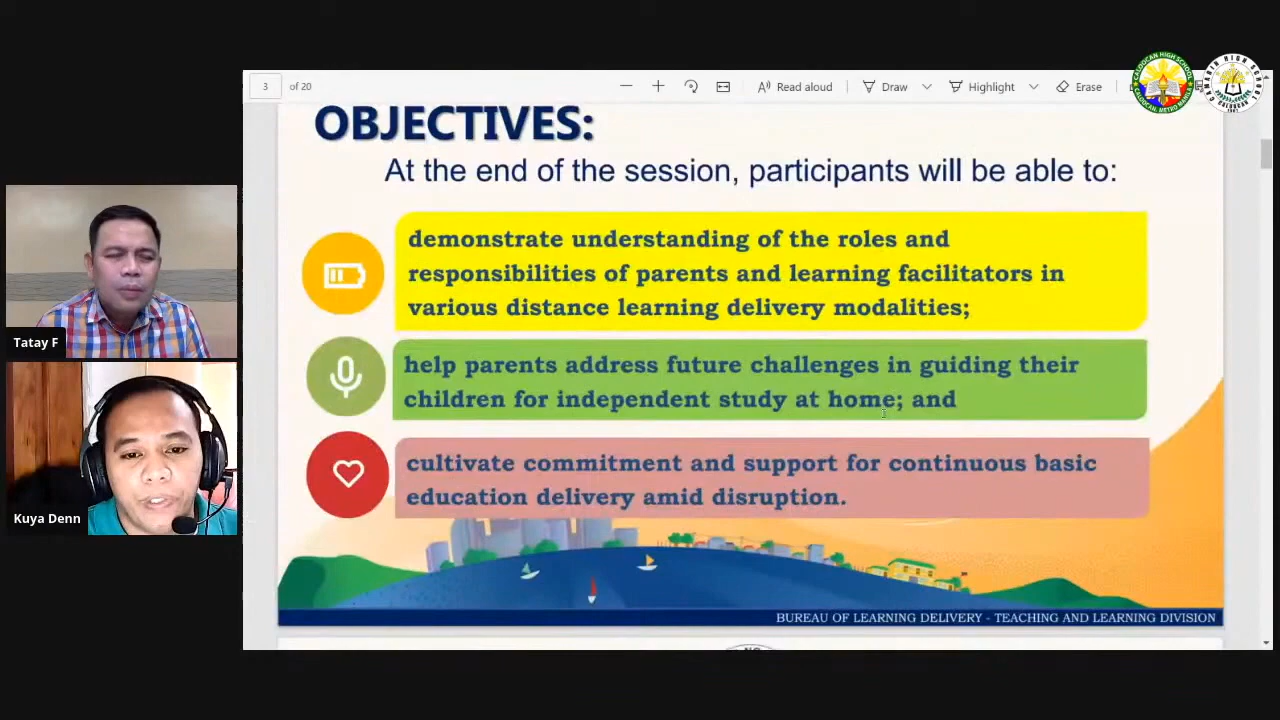 3 of 20
Read aloud
Draw
Highlight
Erase
OBJECTIVES:
At the end of the session, participants will be able to:
demonstrate understanding of the roles and
responsibilities of parents and learning facilitators in
various distance learning delivery modalities;
help parents address future challenges in guiding their
children for independent study at home; and
cultivate commitment and support for continuous basic
education delivery amid disruption.
BUREAU OF LEARNING DELIVERY - TEACHING AND LEARNING DIVISION
Tatay F
Kuya Denn
CALOOCAN HIGH SCHOOL